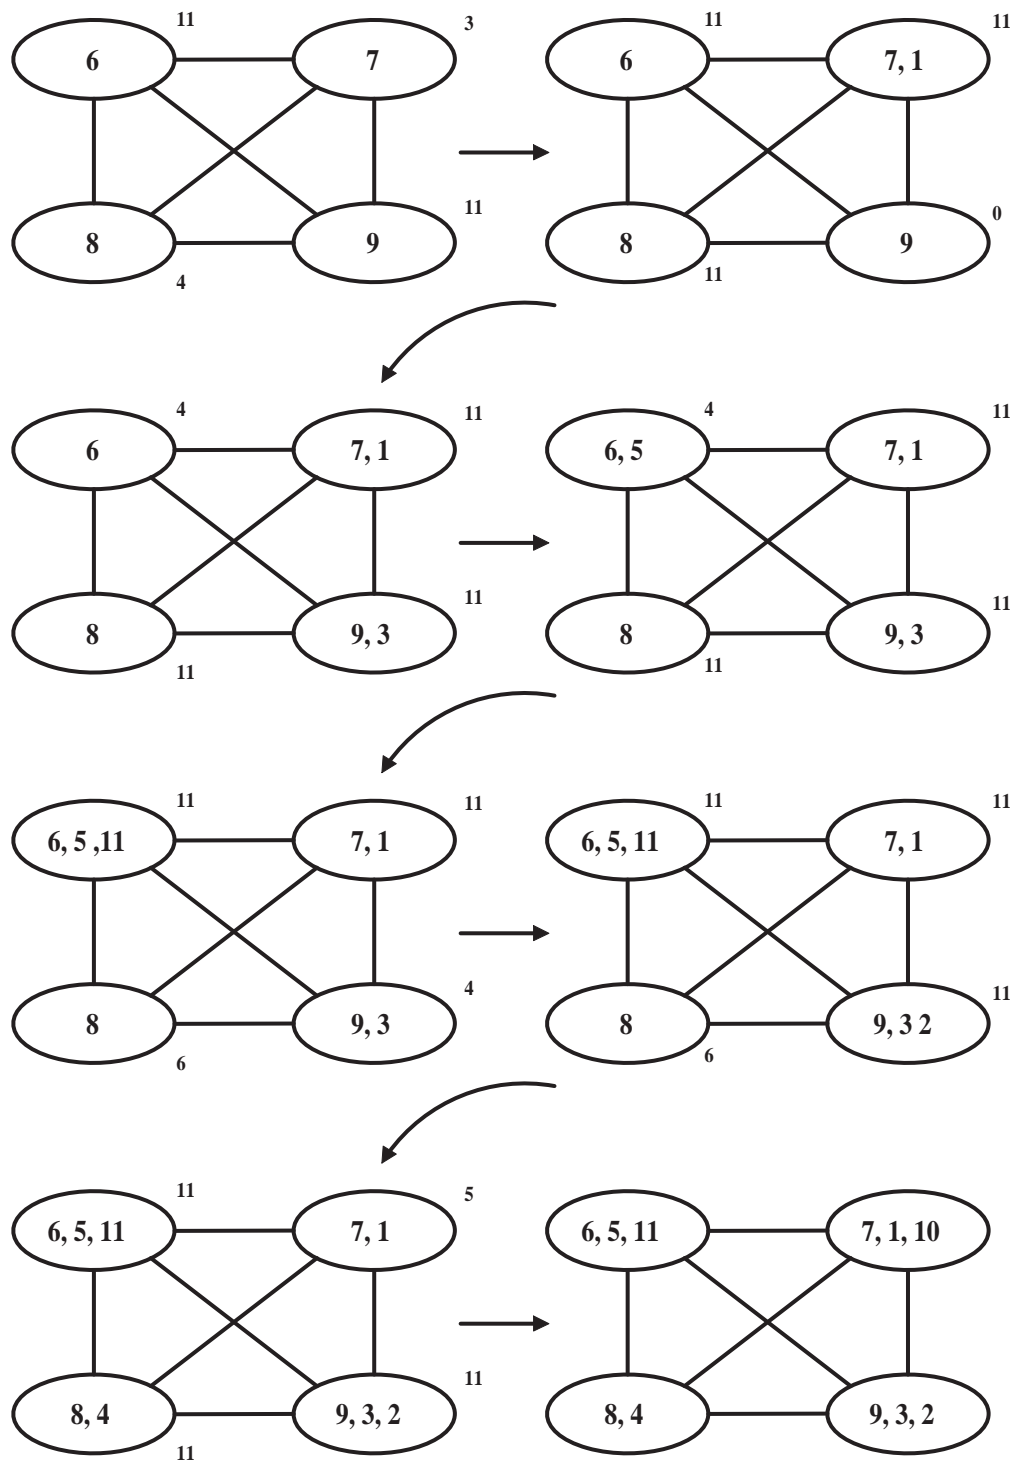 11 3 11 11
6 7 6 7, 1
11 0
8 9 8 9
4 11
4 11 4 11
6 7, 1 6, 5 7, 1
11 11
8 9, 3 8 9, 3
11 11
11 11 11 11
6, 5 ,11 7, 1 6, 5, 11 7, 1
4 11
8 9, 3 8 9, 3 2
6 6
11 5
6, 5, 11 7, 1 6, 5, 11 7, 1, 10
11
8, 4 9, 3, 2 8, 4 9, 3, 2
11